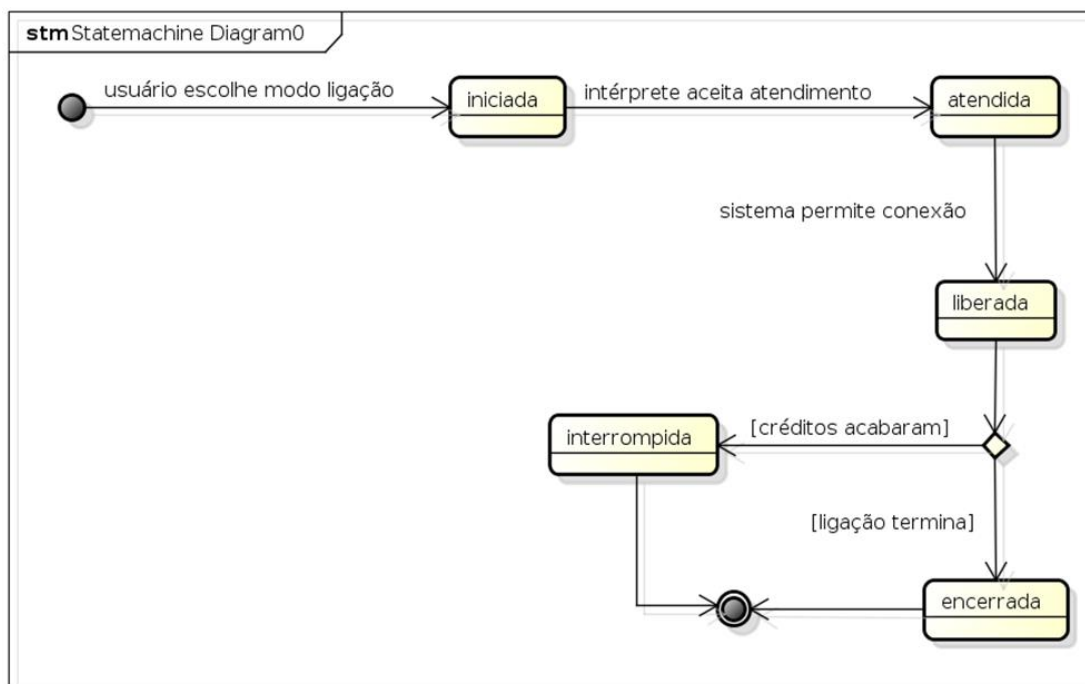 stm Statemachine Diagram0
usuário escolhe modo ligação
iniciada
intérprete aceita atendimento
atendida
sistema permite conexão
liberada
interrompida
[créditos acabaram]
[ligação termina]
encerrada